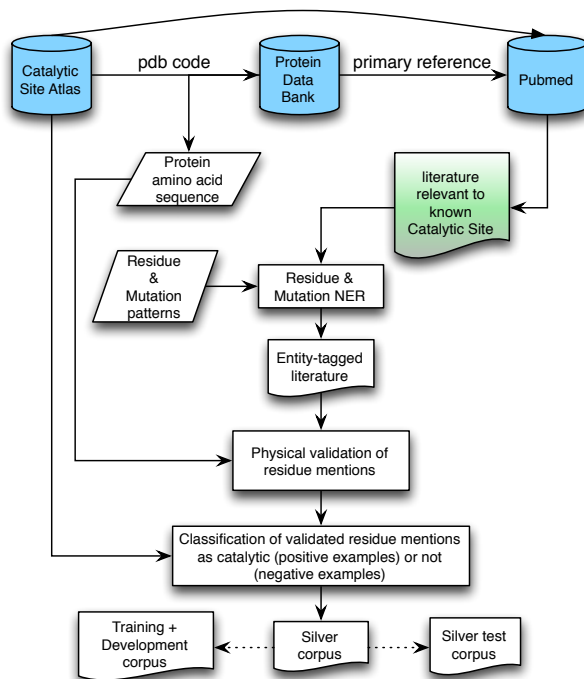 Catalytic
Site Atlas
pdb code
Protein
Data
Bank
primary reference
Pubmed
Protein
amino acid
sequence
literature
relevant to
known
Catalytic Site
Residue
&
Mutation
patterns
Residue &
Mutation NER
Entity-tagged
literature
Physical validation of
residue mentions
Classification of validated residue mentions
as catalytic (positive examples) or not
(negative examples)
Training +
Development
corpus
Silver
corpus
Silver test
corpus